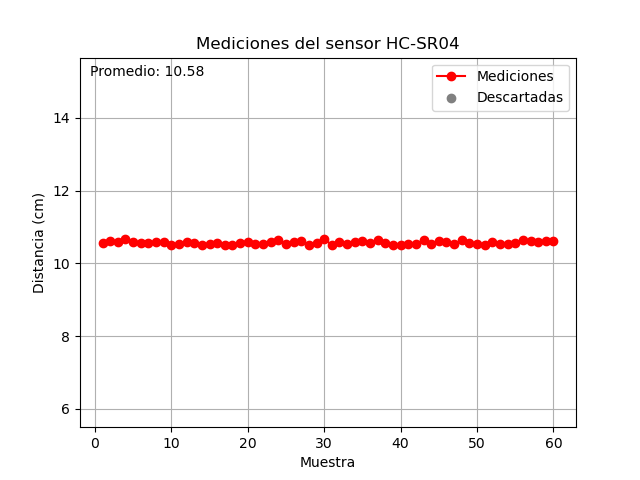 Mediciones del sensor HC-SR04
Promedio: 10.58
Mediciones
Descartadas
Distancia (cm)
14
12
10
8
6
0 10 20 30 40 50 60
Muestra